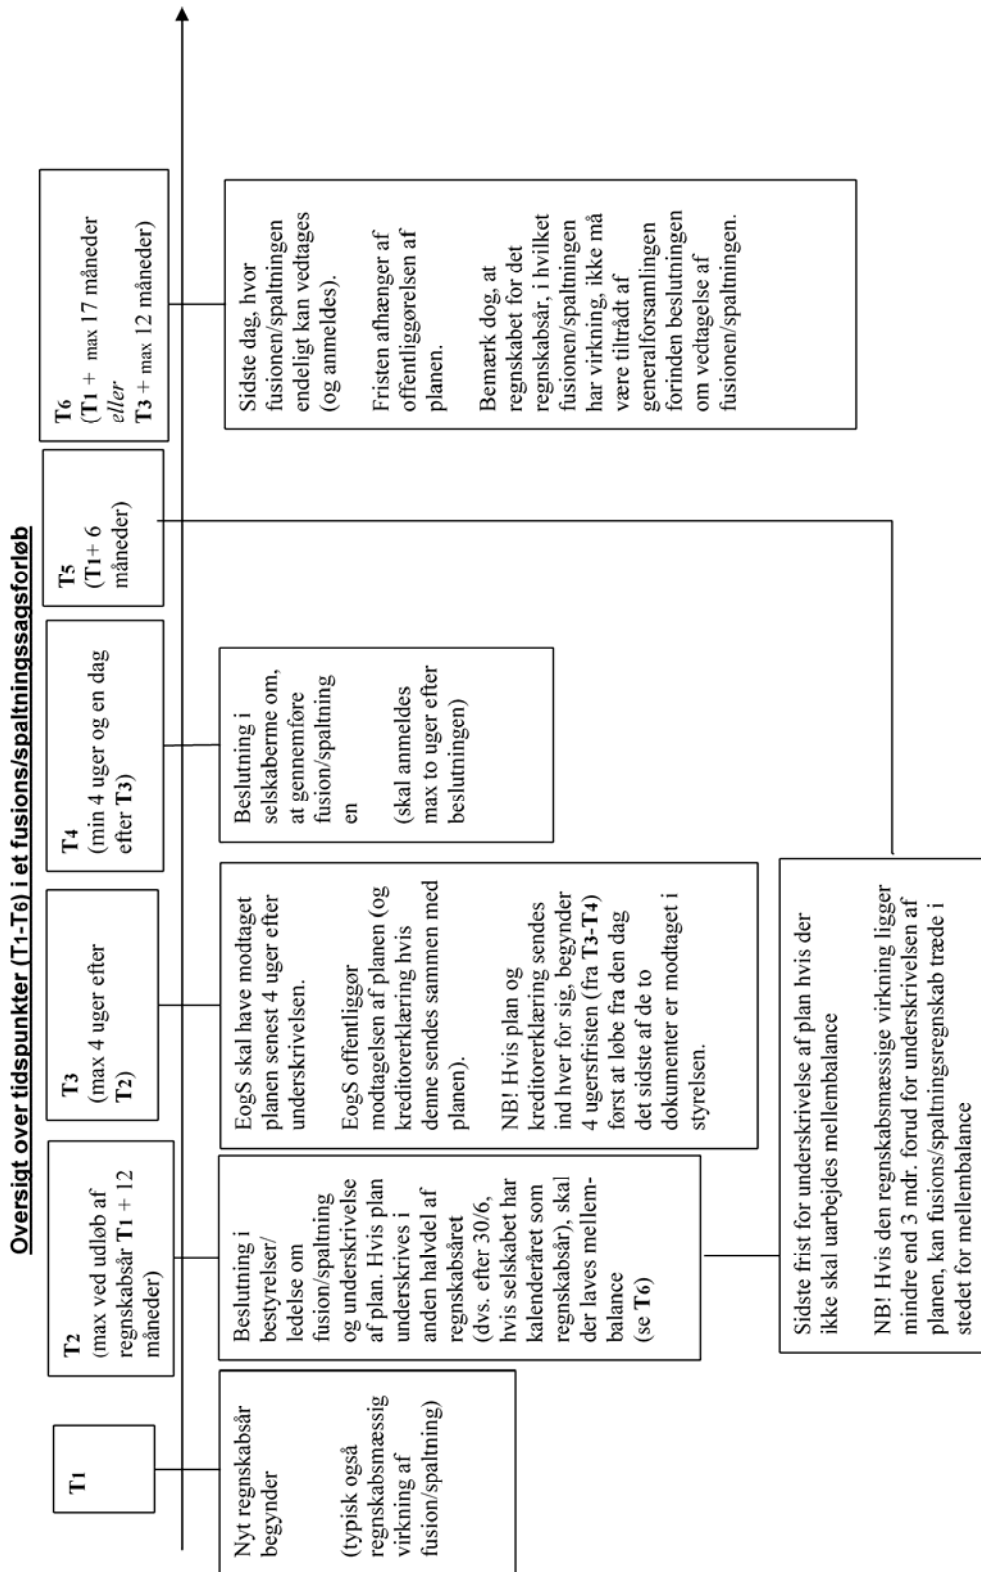 Oversigt over tidspunkter (T1-T6) i et fusions/spaltningssagsforløb
T1
T2
(max ved udløb af
regnskabsår T1 + 12
måneder)
T3
(max 4 uger efter
T2)
T4
(min 4 uger og en dag
efter T3)
T5
(T1+ 6
måneder)
T6
(T1 + max 17 måneder
eller
T3 + max 12 måneder)
Nyt regnskabsår
begynder
(typisk også
regnskabsmæssig
virkning af
fusion/spaltning)
Beslutning i
bestyrelser/
ledelse om
fusion/spaltning
og underskrivelse
af plan. Hvis plan
underskrives i
anden halvdel af
regnskabsåret
(dvs. efter 30/6,
hvis selskabet har
kalenderåret som
regnskabsår), skal
der laves mellem-
balance
(se T6)
EogS skal have modtaget
planen senest 4 uger efter
underskrivelsen.
EogS offentliggør
modtagelsen af planen (og
kreditorerklæring hvis
denne sendes sammen med
planen).
NB! Hvis plan og
kreditorerklæring sendes
ind hver for sig, begynder
4 ugersfristen (fra T3-T4)
først at løbe fra den dag
det sidste af de to
dokumenter er modtaget i
styrelsen.
Beslutning i
selskaberne om,
at gennemføre
fusion/spaltning
en
(skal anmeldes
max to uger efter
beslutningen)
Sidste dag, hvor
fusionen/spaltningen
endeligt kan vedtages
(og anmeldes).
Fristen afhænger af
offentliggørelsen af
planen.
Bemærk dog, at
regnskabet for det
regnskabsår, i hvilket
fusionen/spaltningen
har virkning, ikke må
være tiltrådt af
generalforsamlingen
forinden beslutningen
om vedtagelse af
fusionen/spaltningen.
Sidste frist for underskrivelse af plan hvis der
ikke skal uarbejdes mellembalance
NB! Hvis den regnskabsmæssige virkning ligger
mindre end 3 mdr. forud for underskrivelsen af
planen, kan fusions/spaltningsregnskab træde i
stedet for mellembalance